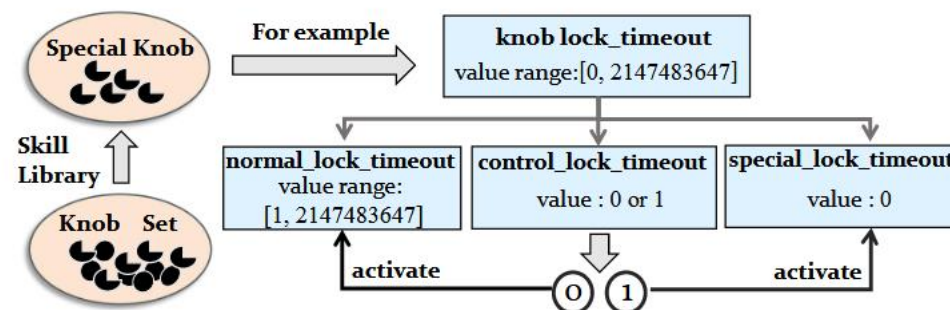 Special Knob
Skill
Library
Knob Set
For example
knob lock_timeout
value range:[0, 2147483647]
normal_lock_timeout
value range:
[1, 2147483647]
control_lock_timeout
value : 0 or 1
special_lock_timeout
value : 0
activate
0
1
activate